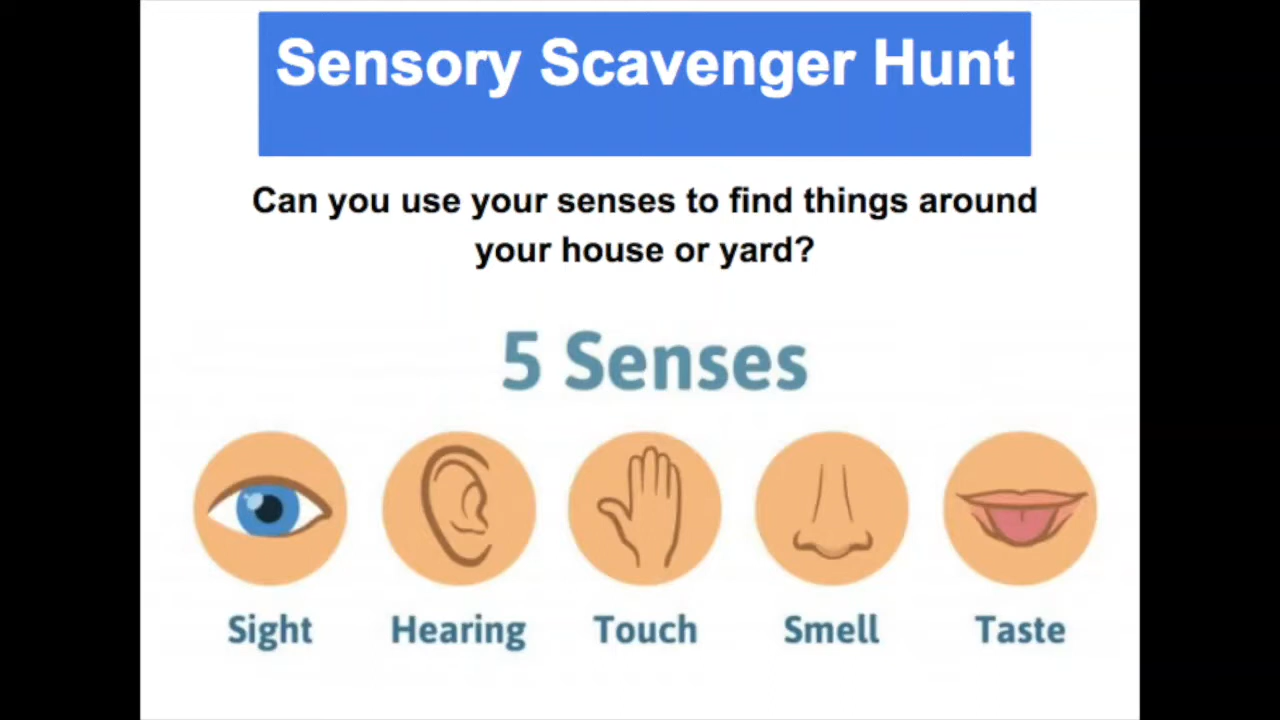 Sensory Scavenger Hunt
Can you use your senses to find things around
your house or yard?
5 Senses
Sight
Hearing
Touch
Smell
Taste